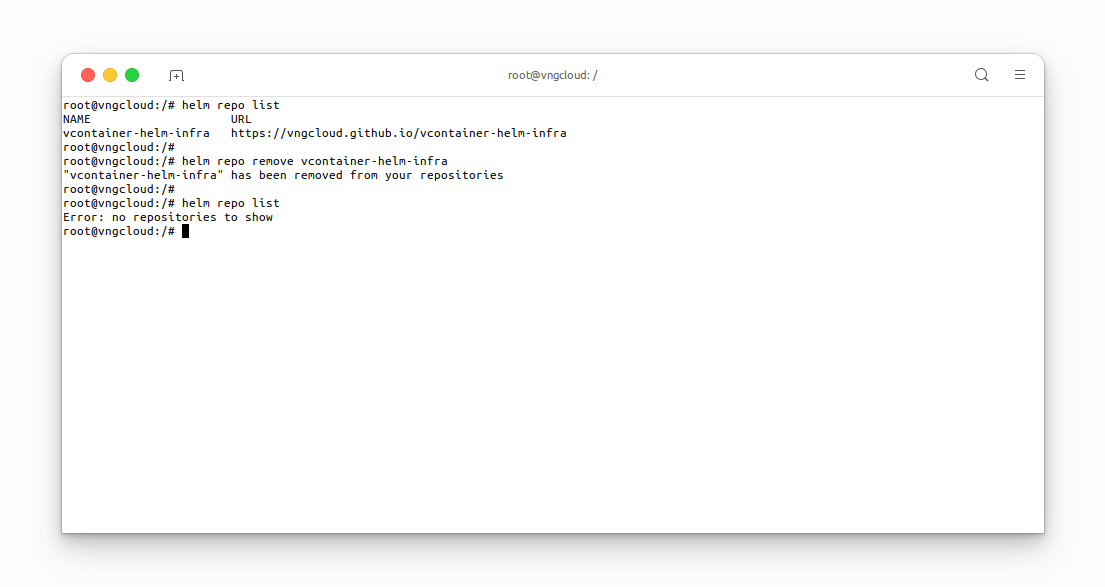 root@vngcloud: /
root@vngcloud:/# helm repo list
NAME                    URL
vcontainer-helm-infra   https://vngcloud.github.io/vcontainer-helm-infra
root@vngcloud:/#
root@vngcloud:/# helm repo remove vcontainer-helm-infra
"vcontainer-helm-infra" has been removed from your repositories
root@vngcloud:/#
root@vngcloud:/# helm repo list
Error: no repositories to show
root@vngcloud:/#